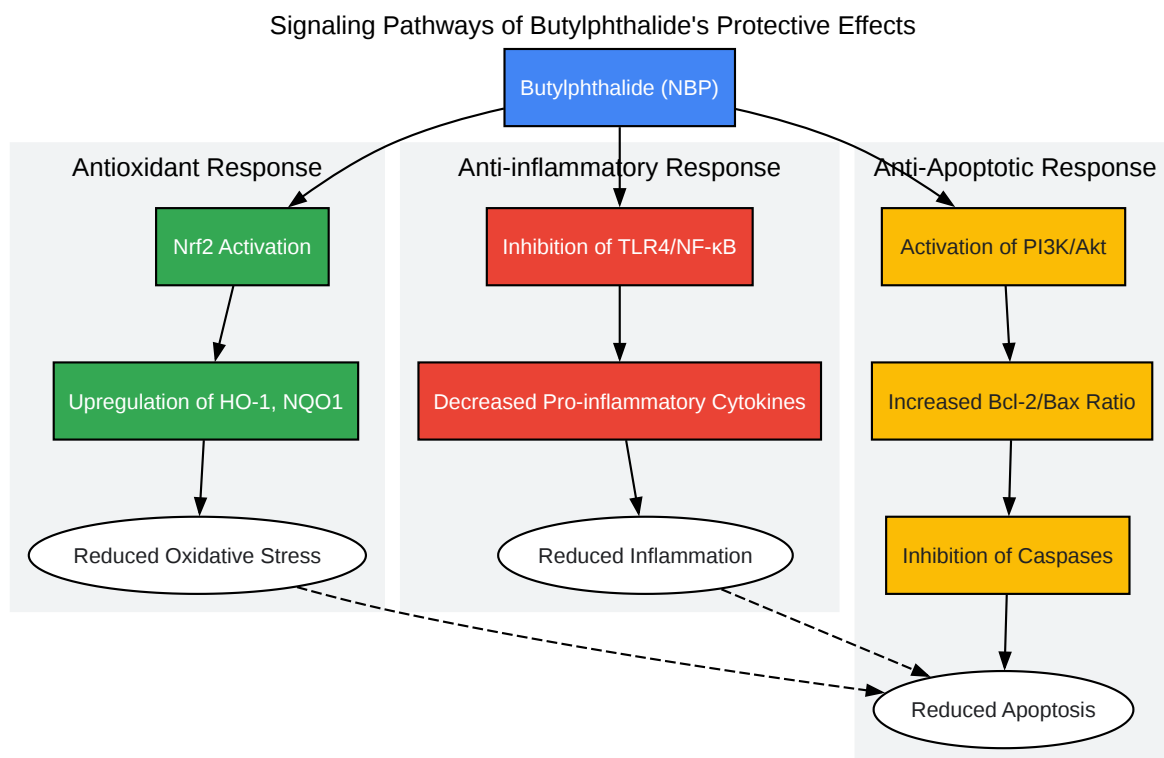 Signaling Pathways of Butylphthalide's Protective Effects
Butylphthalide (NBP)
Antioxidant Response
Anti-inflammatory Response
Anti-Apoptotic Response
Nrf2 Activation
Inhibition of TLR4/NF-κB
Activation of PI3K/Akt
Upregulation of HO-1, NQO1
Decreased Pro-inflammatory Cytokines
Increased Bcl-2/Bax Ratio
Reduced Oxidative Stress
Reduced Inflammation
Inhibition of Caspases
Reduced Apoptosis